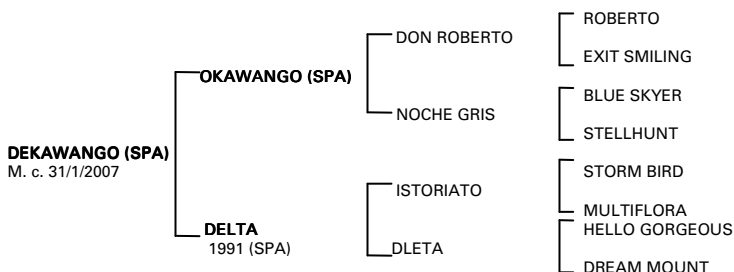 ROBERTO
DON ROBERTO
EXIT SMILING
OKAWANGO (SPA)
BLUE SKYER
NOCHE GRIS
STELLHUNT
DEKAWANGO (SPA)
M. c. 31/1/2007
STORM BIRD
ISTORIATO
MULTIFLORA
DELTA
1991 (SPA)
HELLO GORGEOUS
DLETA
DREAM MOUNT